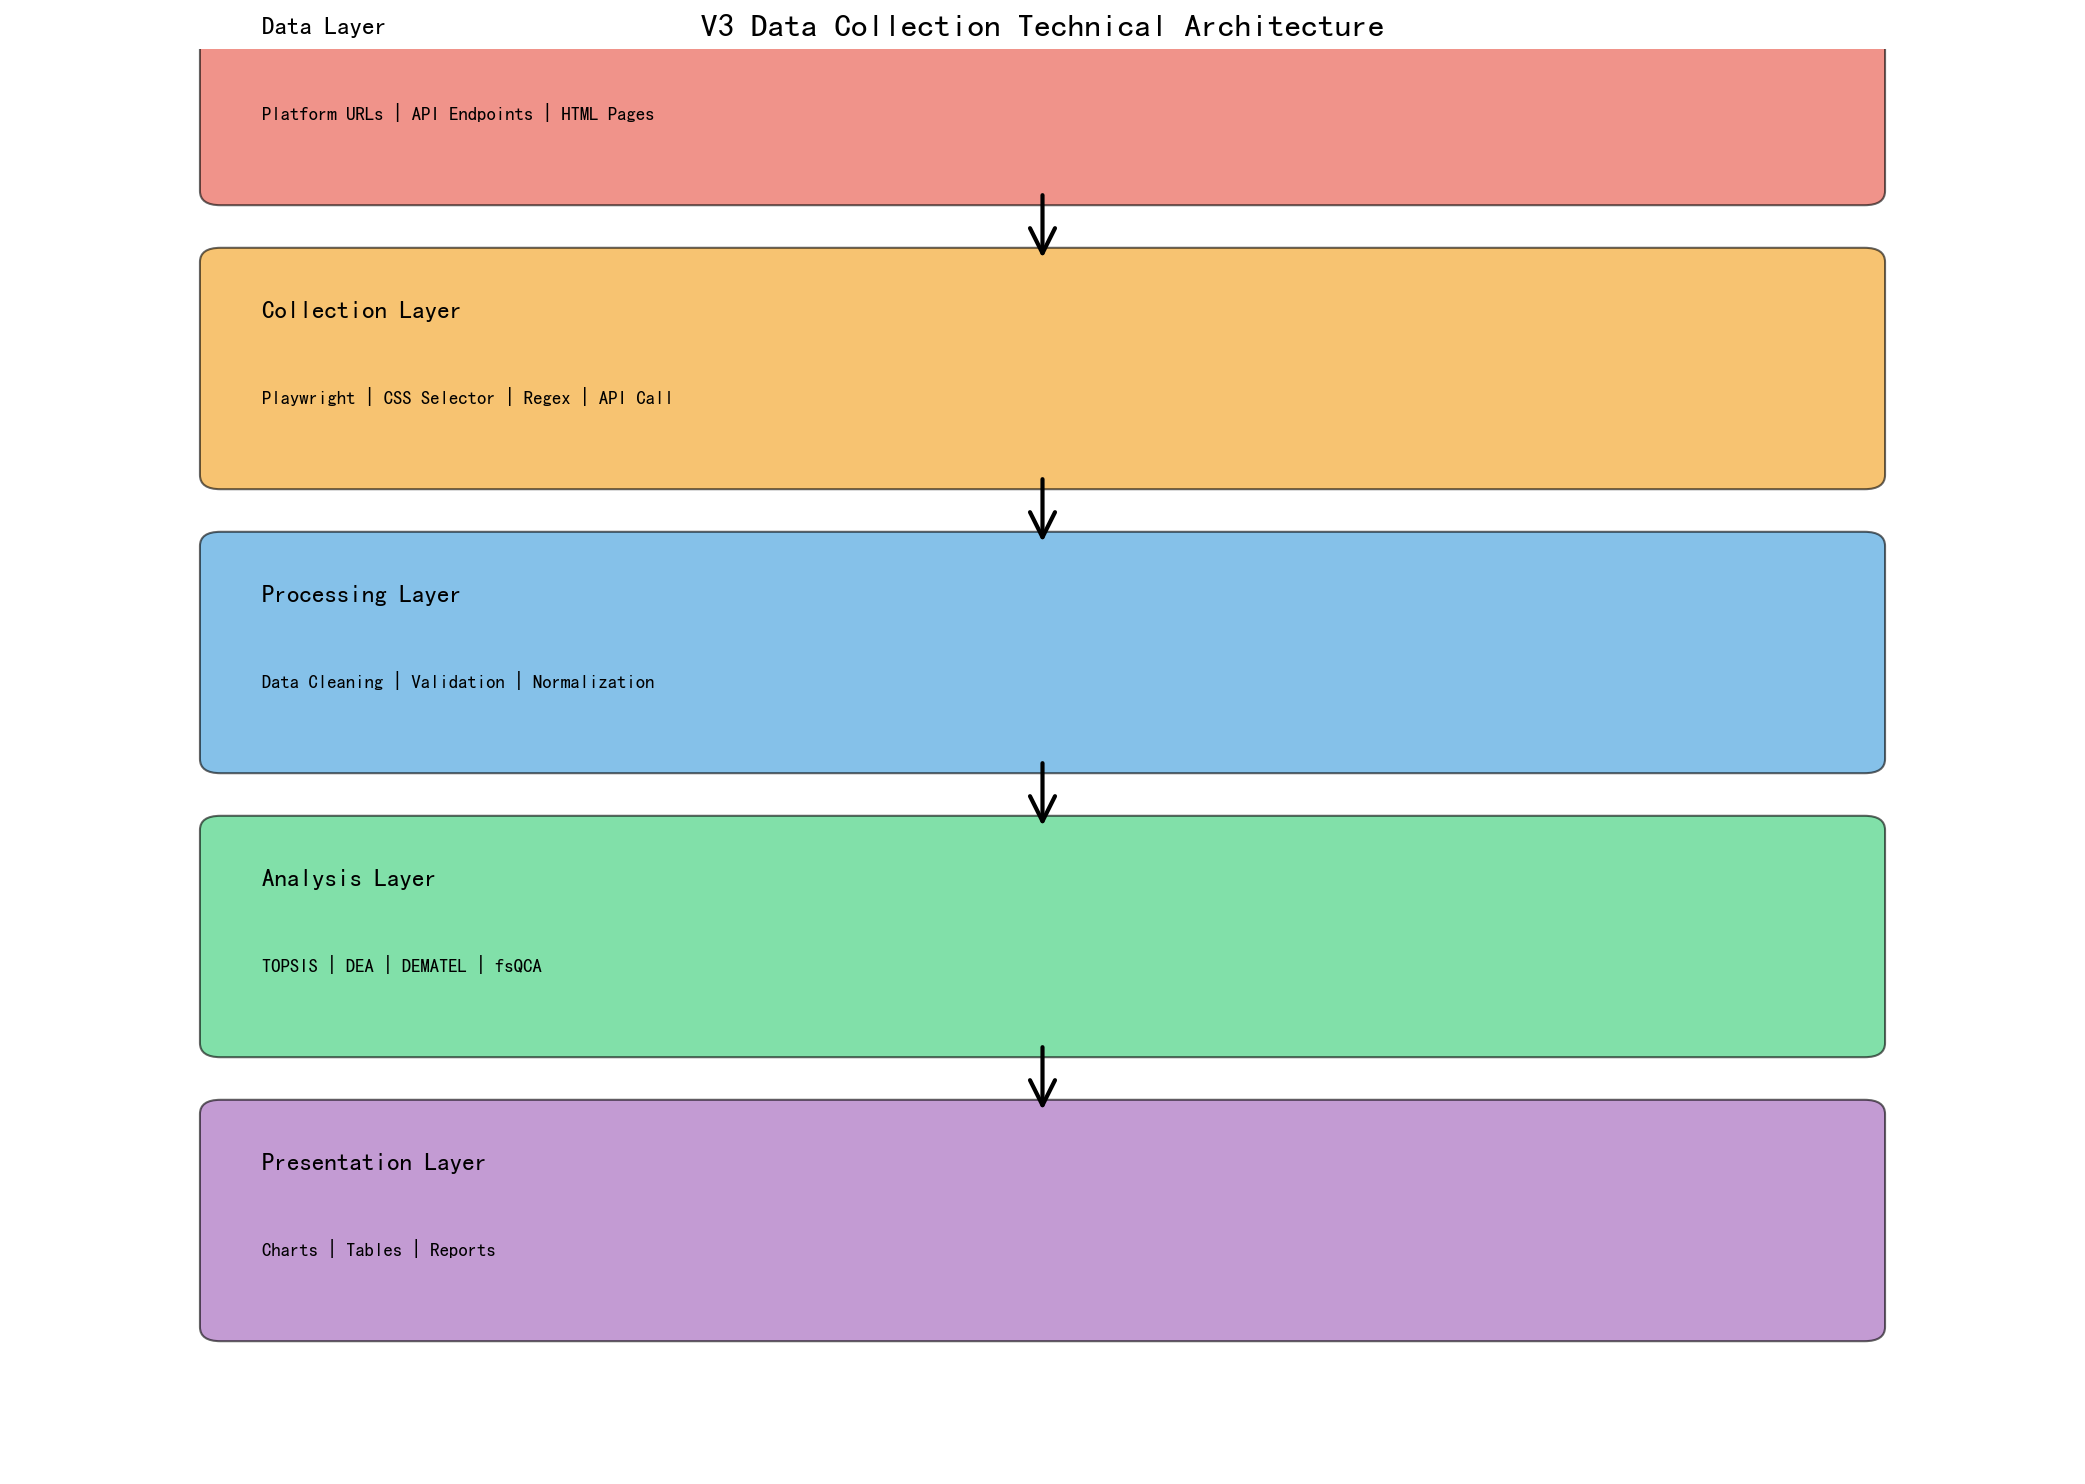 V3 Data Collection Technical Architecture
Data Layer
Platform URLs | API Endpoints | HTML Pages
Collection Layer
Playwright | CSS Selector | Regex | API Call
Processing Layer
Data Cleaning | Validation | Normalization
Analysis Layer
TOPSIS | DEA | DEMATEL | fsQCA
Presentation Layer
Charts | Tables | Reports